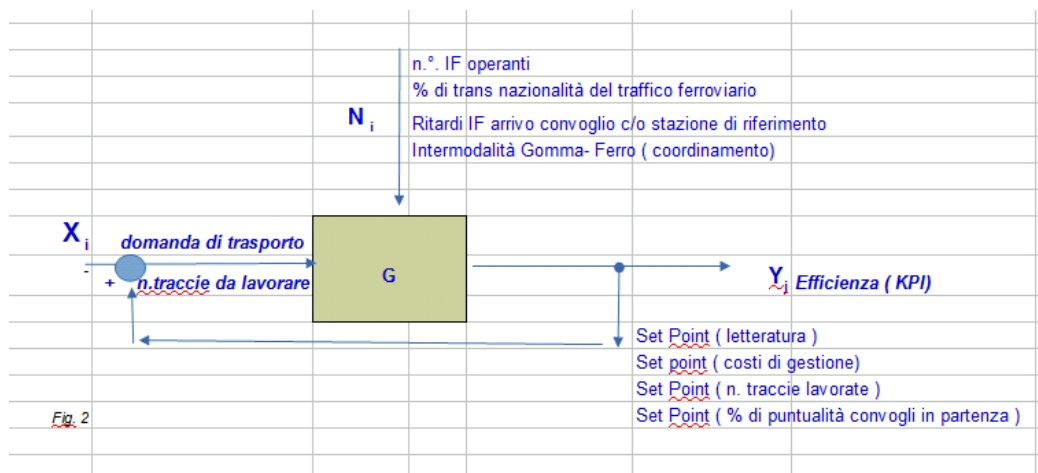 n.°. IF operanti
% di trans nazionalità del traffico ferroviario
N i
Ritardi IF arrivo convoglio c/o stazione di riferimento
Intermodalità Gomma- Ferro ( coordinamento)
X i
domanda di trasporto
-
+
n.traccie da lavorare
G
Y i Efficienza ( KPI)
Set Point ( letteratura )
Set point ( costi di gestione)
Set Point ( n. traccie lavorate )
Set Point ( % di puntualità convogli in partenza )
Fig. 2